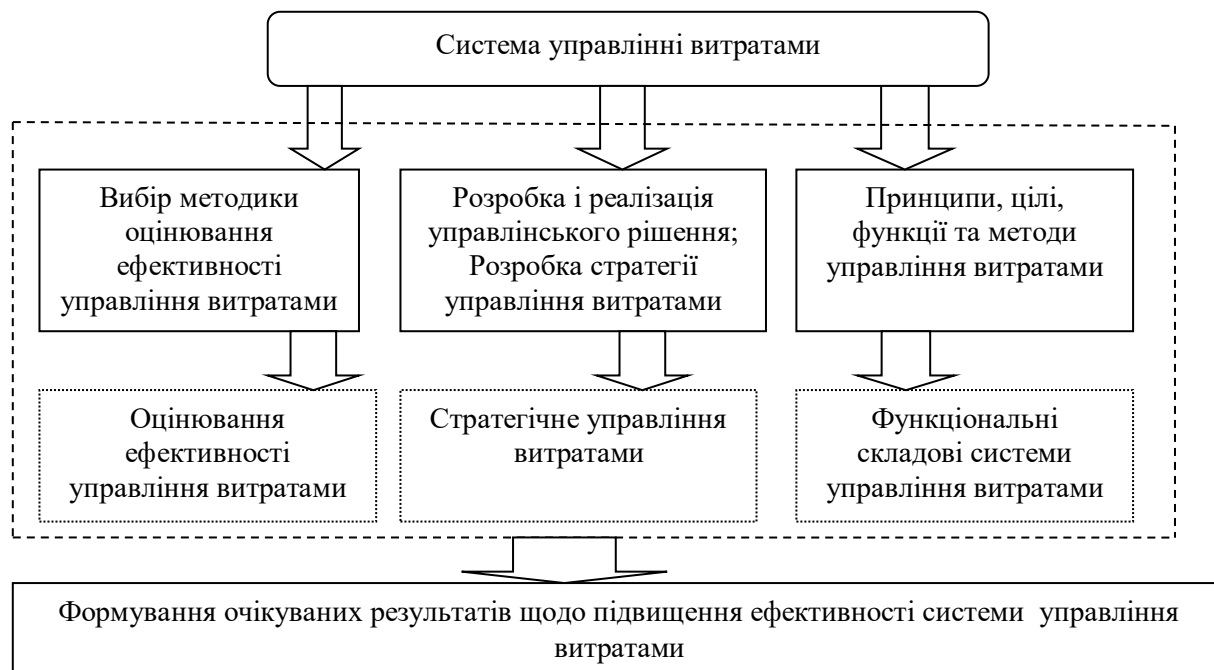 Система управлінні витратами
Вибір методики
оцінювання
ефективності
управління витратами
Розробка і реалізація
управлінського рішення;
Розробка стратегії
управління витратами
Принципи, цілі,
функції та методи
управління витратами
Оцінювання
ефективності
управління витратами
Стратегічне управління
витратами
Функціональні
складові системи
управління витратами
Формування очікуваних результатів щодо підвищення ефективності системи управління
витратами